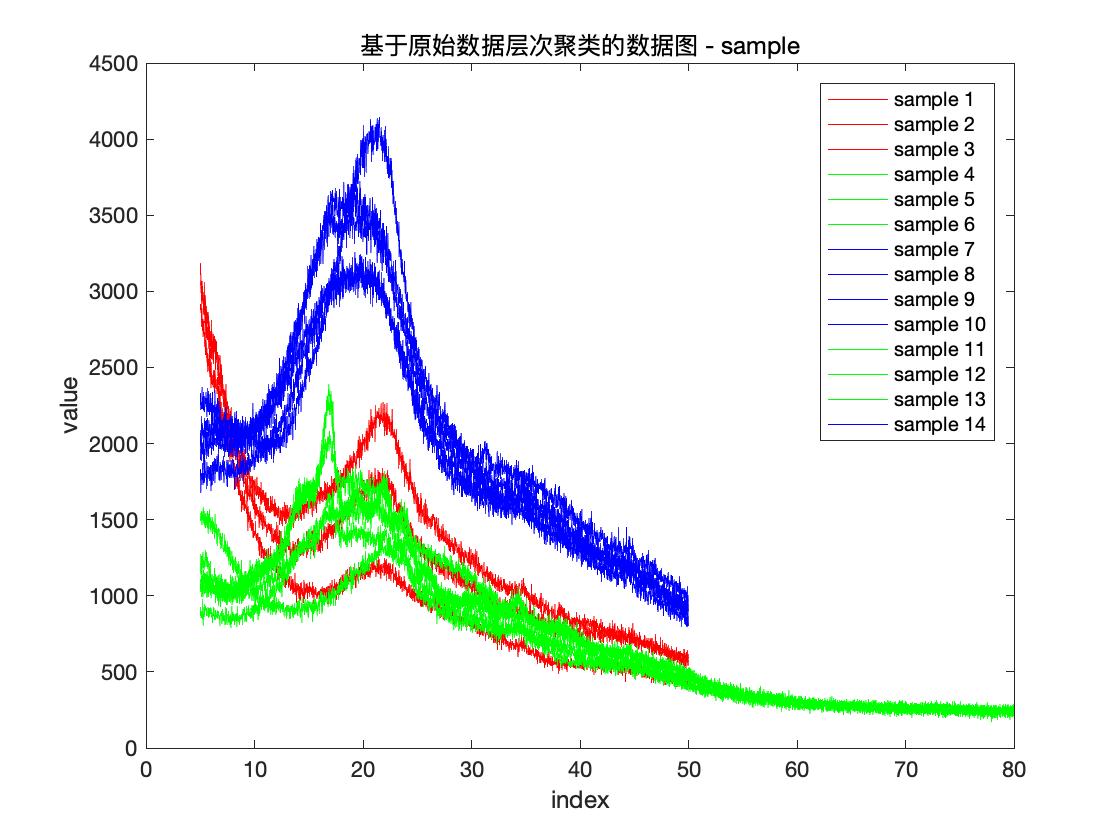 基于原始数据层次聚类的数据图 - sample
4500
4000
3500
3000
2500
2000
1500
1000
500
0
value
0 10 20 30 40 50 60 70 80
index
sample 1
sample 2
sample 3
sample 4
sample 5
sample 6
sample 7
sample 8
sample 9
sample 10
sample 11
sample 12
sample 13
sample 14